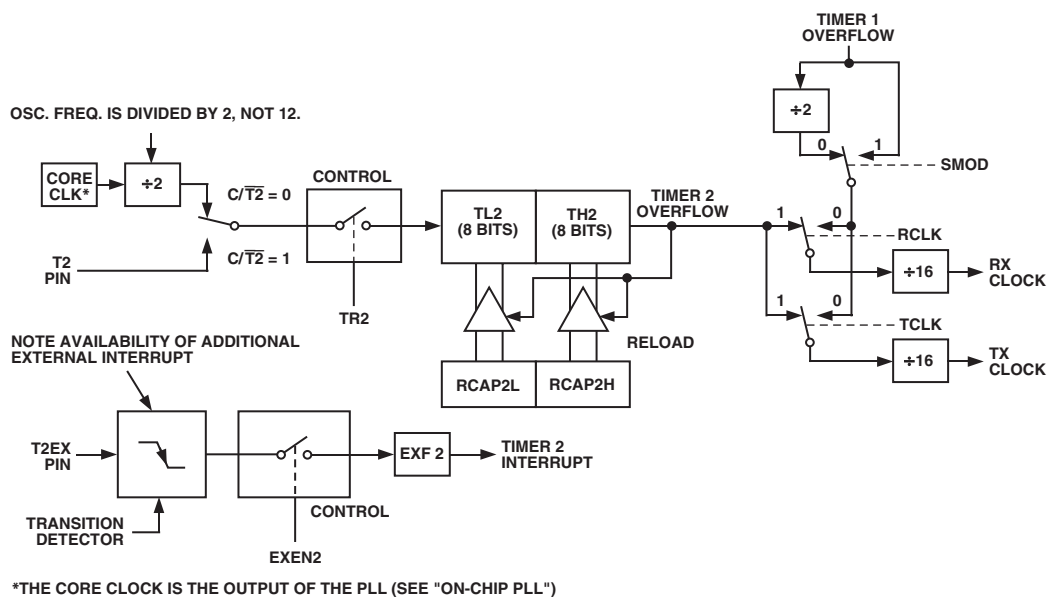 TIMER 1
OVERFLOW
OSC. FREQ. IS DIVIDED BY 2, NOT 12.
÷2
0 1
SMOD
CORE
CLK*
÷2
C/T2 = 0
CONTROL
TL2
(8 BITS)
TH2
(8 BITS)
TIMER 2
OVERFLOW
1 0
RCLK
T2
PIN
C/T2 = 1
÷16
RX
CLOCK
TR2
1 0
TCLK
RELOAD
NOTE AVAILABILITY OF ADDITIONAL
EXTERNAL INTERRUPT
÷16
TX
CLOCK
RCAP2L
RCAP2H
T2EX
PIN
EXF 2
TIMER 2
INTERRUPT
CONTROL
TRANSITION
DETECTOR
EXEN2
*THE CORE CLOCK IS THE OUTPUT OF THE PLL (SEE "ON-CHIP PLL")